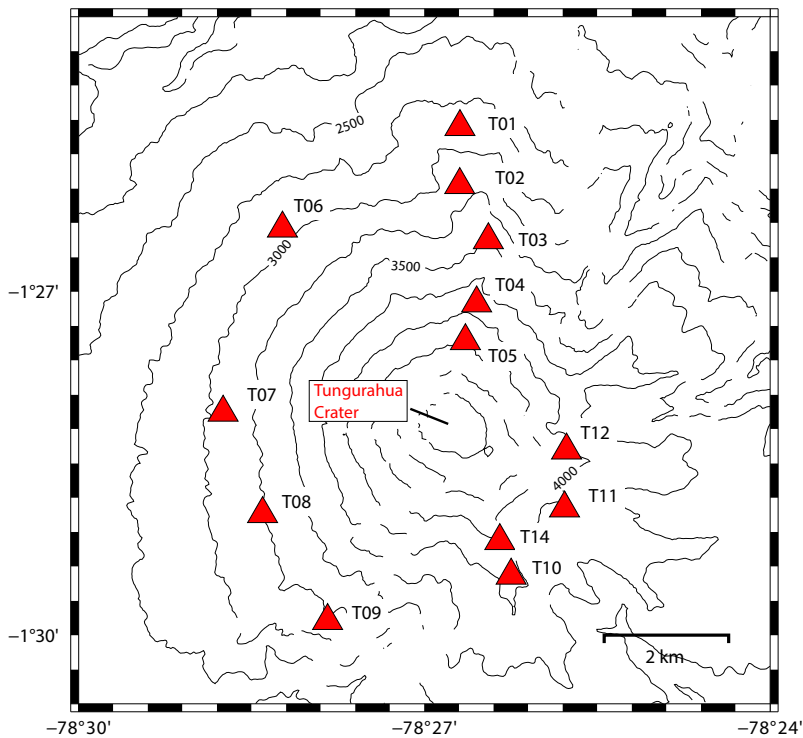 T01
2500
T02
T06
T03
3000
3500
T04
−1°27'
T05
Tungurahua
Crater
T07
T12
4000
T08
T11
T14
T10
T09
−1°30'
2 km
−78°30'
−78°27'
−78°24'